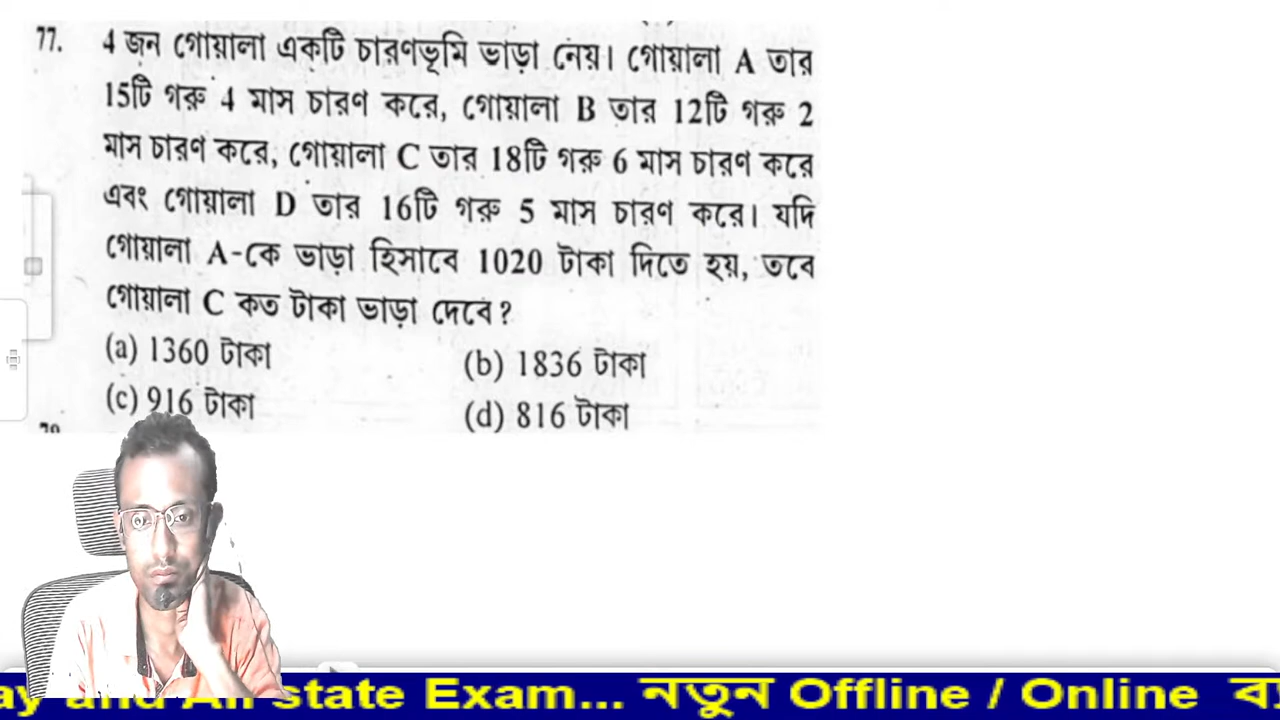 77. 4 জন গোয়ালা একটি চারণভূমি ভাড়া নেয়। গোয়ালা A তার
15টি গরু 4 মাস চারণ করে, গোয়ালা B তার 12টি গরু 2
মাস চারণ করে, গোয়ালা C তার 18টি গরু 6 মাস চারণ করে
এবং গোয়ালা D তার 16টি গরু 5 মাস চারণ করে। যদি
গোয়ালা A-কে ভাড়া হিসাবে 1020 টাকা দিতে হয়, তবে
গোয়ালা C কত টাকা ভাড়া দেবে?
(a) 1360 টাকা (b) 1836 টাকা
(c) 916 টাকা (d) 816 টাকা
and All state Exam... নতুন Offline / Online